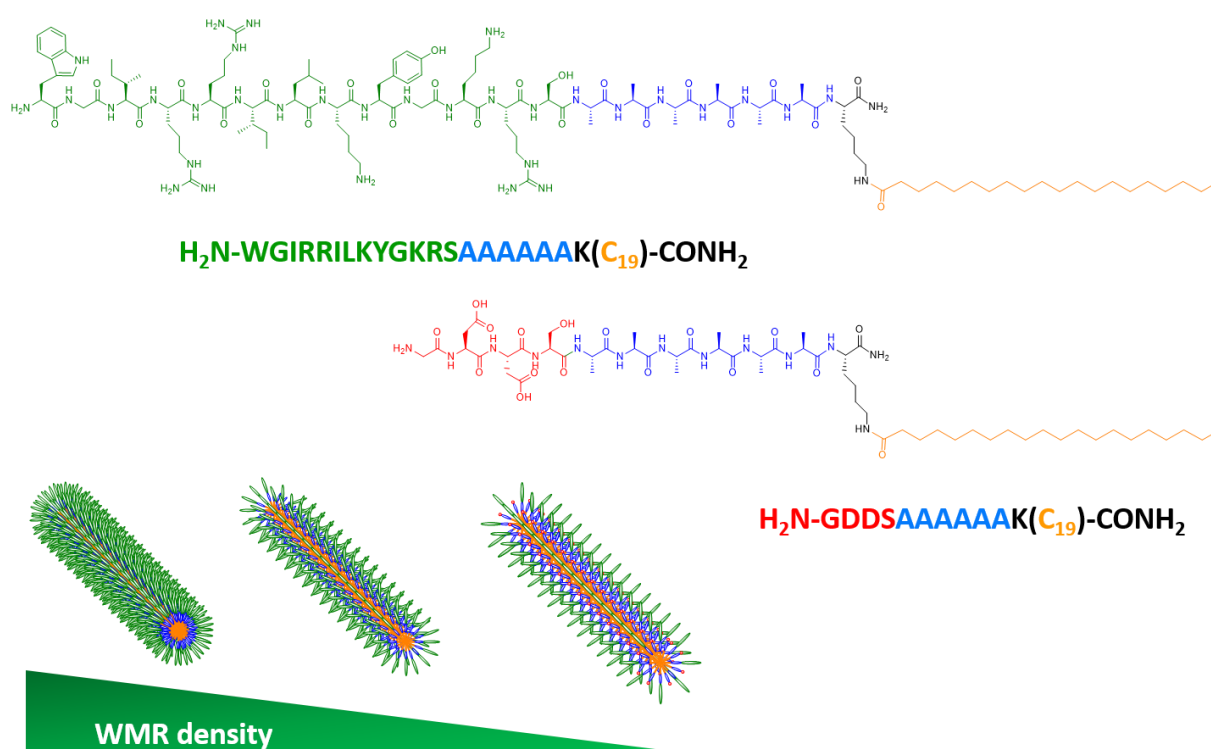 H₂N-WGIRRILKYGKRSAAAAAAK(C₁₉)-CONH₂
H₂N-GDDSAAAAAAK(C₁₉)-CONH₂
WMR density